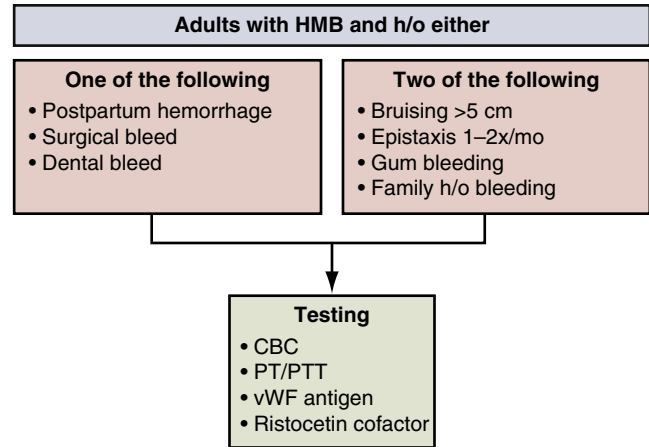 Adults with HMB and h/o either
One of the following
• Postpartum hemorrhage
• Surgical bleed
• Dental bleed
Two of the following
• Bruising >5 cm
• Epistaxis 1–2x/mo
• Gum bleeding
• Family h/o bleeding
Testing
• CBC
• PT/PTT
• vWF antigen
• Ristocetin cofactor